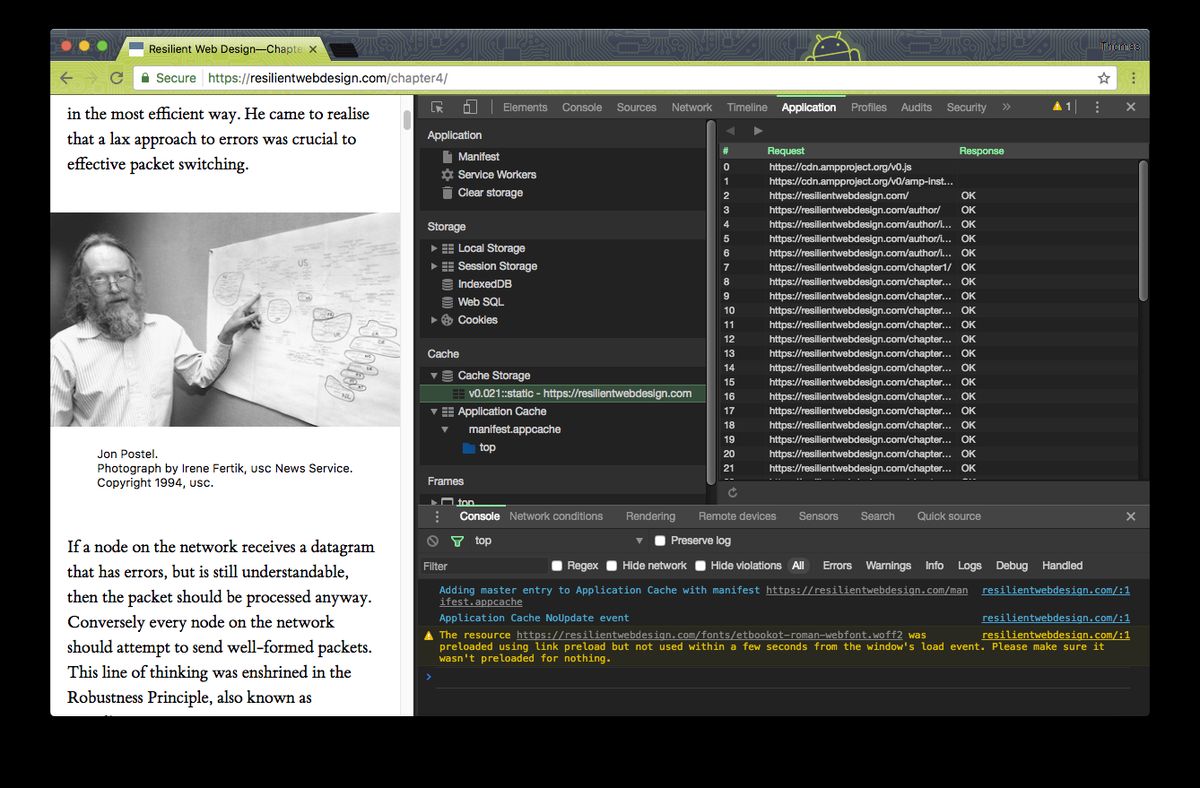 Resilient Web Design—Chapte
Thomas
Secure https://resilientwebdesign.com/chapter4/
in the most efficient way. He came to realise
that a lax approach to errors was crucial to
effective packet switching.
US
NL
Jon Postel.
Photograph by Irene Fertik, usc News Service.
Copyright 1994, usc.
If a node on the network receives a datagram
that has errors, but is still understandable,
then the packet should be processed anyway.
Conversely every node on the network
should attempt to send well-formed packets.
This line of thinking was enshrined in the
Robustness Principle, also known as
Elements Console Sources Network Timeline Application Profiles Audits Security » 1
Application
Manifest
Service Workers
Clear storage
Storage
Local Storage
Session Storage
IndexedDB
Web SQL
Cookies
Cache
Cache Storage
v0.021::static - https://resilientwebdesign.com
Application Cache
manifest.appcache
top
Frames
top
# Request Response
0 https://cdn.ampproject.org/v0.js
1 https://cdn.ampproject.org/v0/amp-inst...
2 https://resilientwebdesign.com/ OK
3 https://resilientwebdesign.com/author/ OK
4 https://resilientwebdesign.com/author/i... OK
5 https://resilientwebdesign.com/author/i... OK
6 https://resilientwebdesign.com/author/i... OK
7 https://resilientwebdesign.com/chapter1/ OK
8 https://resilientwebdesign.com/chapter... OK
9 https://resilientwebdesign.com/chapter... OK
10 https://resilientwebdesign.com/chapter... OK
11 https://resilientwebdesign.com/chapter... OK
12 https://resilientwebdesign.com/chapter... OK
13 https://resilientwebdesign.com/chapter... OK
14 https://resilientwebdesign.com/chapter... OK
15 https://resilientwebdesign.com/chapter... OK
16 https://resilientwebdesign.com/chapter... OK
17 https://resilientwebdesign.com/chapter... OK
18 https://resilientwebdesign.com/chapter... OK
19 https://resilientwebdesign.com/chapter... OK
20 https://resilientwebdesign.com/chapter... OK
21 https://resilientwebdesign.com/chapter... OK
Console Network conditions Rendering Remote devices Sensors Search Quick source
top Preserve log
Filter Regex Hide network Hide violations All Errors Warnings Info Logs Debug Handled
Adding master entry to Application Cache with manifest https://resilientwebdesign.com/man resilientwebdesign.com/:1
ifest.appcache
Application Cache NoUpdate event resilientwebdesign.com/:1
The resource https://resilientwebdesign.com/fonts/etbookot-roman-webfont.woff2 was resilientwebdesign.com/:1
preloaded using link preload but not used within a few seconds from the window's load event. Please make sure it
wasn't preloaded for nothing.